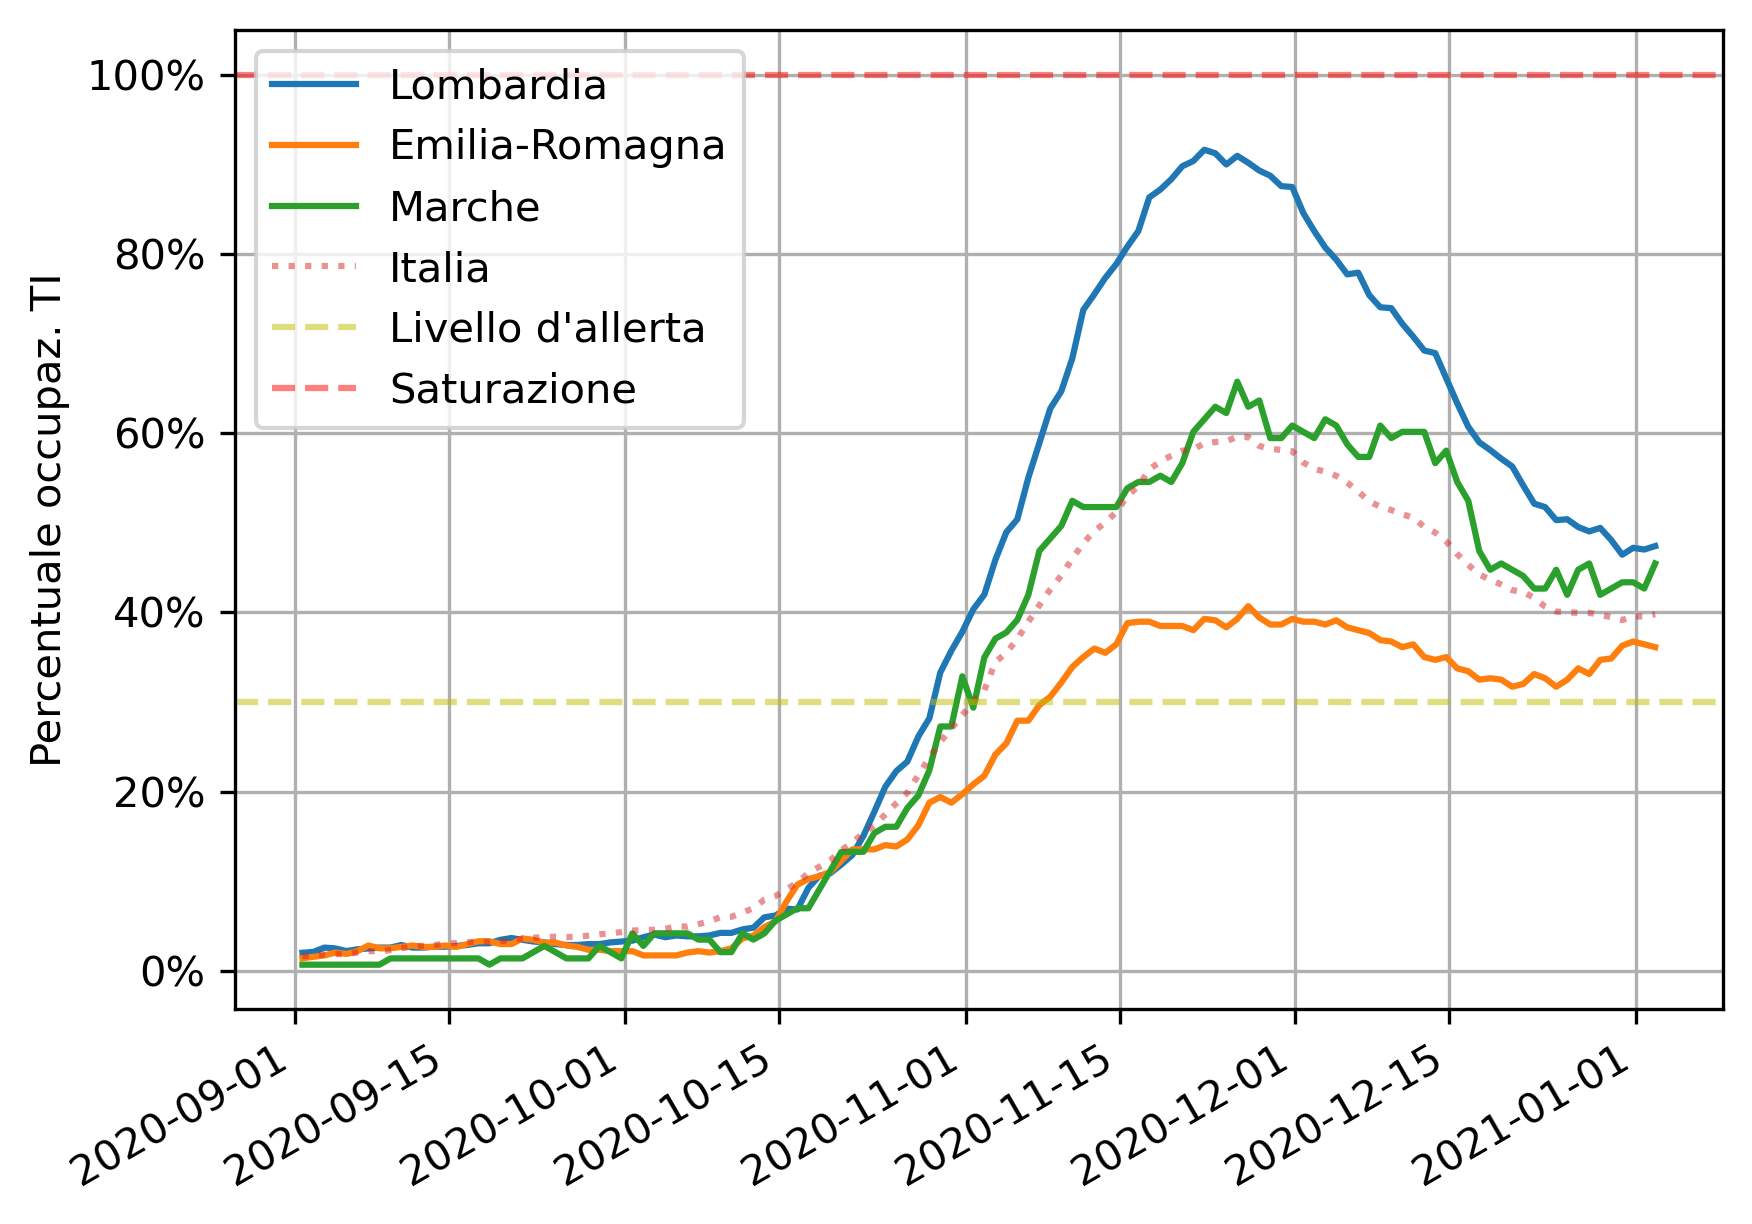 Lombardia
Emilia-Romagna
Marche
Italia
Livello d'allerta
Saturazione
Percentuale occupaz. TI
100%
80%
60%
40%
20%
0%
2020-09-01
2020-09-15
2020-10-01
2020-10-15
2020-11-01
2020-11-15
2020-12-01
2020-12-15
2021-01-01